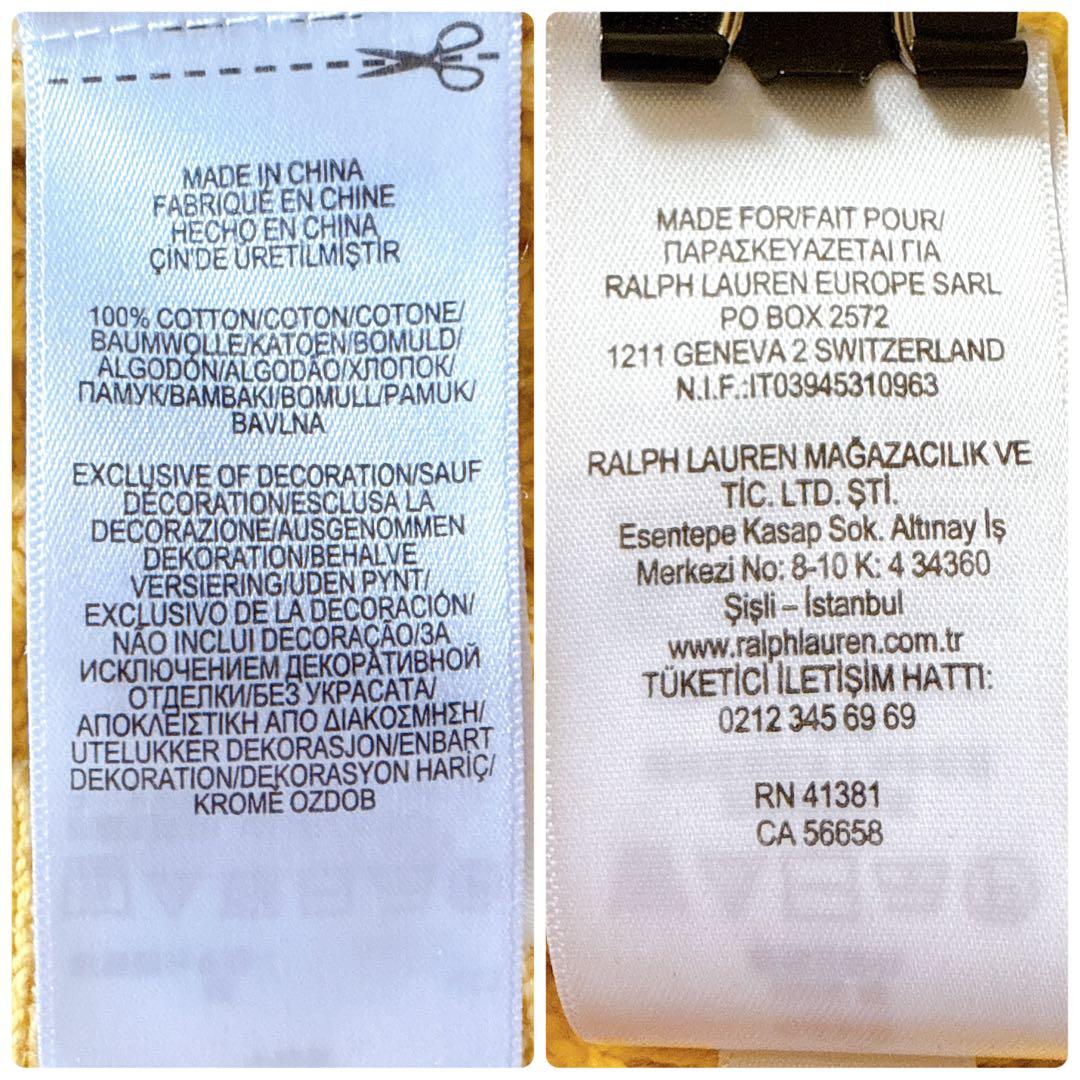 MADE IN CHINA
FABRIQUÉ EN CHINE
HECHO EN CHINA
ÇİN'DE ÜRETİLMİŞTİR
100% COTTON/COTON/COTONE/
BAUMWOLLE/KATOEN/BOMULD/
ALGODÓN/ALGODÃO/ХЛОПОК/
ПАМУК/ΒΑΜΒΑΚΙ/BOMULL/PAMUK/
BAVLNA
EXCLUSIVE OF DECORATION/SAUF
DÉCORATION/ESCLUSA LA
DECORAZIONE/AUSGENOMMEN
DEKORATION/BEHALVE
VERSIERING/UDEN PYNT/
EXCLUSIVO DE LA DECORACIÓN/
NÃO INCLUI DECORAÇÃO/ЗА
ИСКЛЮЧЕНИЕМ ДЕКОРАТИВНОЙ
ОТДЕЛКИ/БЕЗ УКРАСАТА/
ΑΠΟΚΛΕΙΣΤΙΚΗ ΑΠΟ ΔΙΑΚΟΣΜΗΣΗ/
UTELUKKER DEKORASJON/ENBART
DEKORATION/DEKORASYON HARİÇ/
KROMĚ OZDOB
MADE FOR/FAIT POUR/
ΠΑΡΑΣΚΕΥΑΖΕΤΑΙ ΓΙΑ
RALPH LAUREN EUROPE SARL
PO BOX 2572
1211 GENEVA 2 SWITZERLAND
N.I.F.:IT03945310963
RALPH LAUREN MAĞAZACILIK VE
TİC. LTD. ŞTİ.
Esentepe Kasap Sok. Altınay İş
Merkezi No: 8-10 K: 4 34360
Şişli – İstanbul
www.ralphlauren.com.tr
TÜKETİCİ İLETİŞİM HATTI:
0212 345 69 69
RN 41381
CA 56658